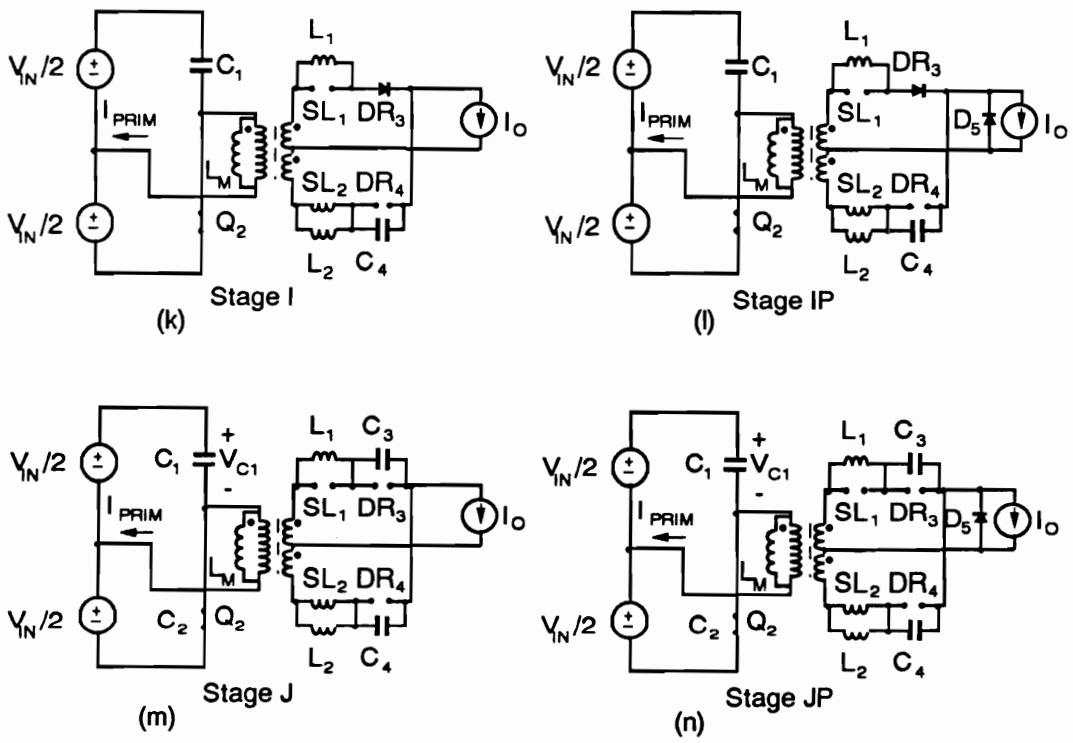 V_IN/2
C_1
L_1
I_PRIM
SL_1 DR_3
I_O
L_M
SL_2 DR_4
V_IN/2
Q_2
L_2 C_4
Stage I
(k)
V_IN/2
C_1
L_1
DR_3
I_PRIM
SL_1
D_5
I_O
L_M
SL_2 DR_4
V_IN/2
Q_2
L_2 C_4
Stage IP
(l)
V_IN/2
C_1
+
V_C1
-
L_1 C_3
I_PRIM
SL_1 DR_3
I_O
L_M
SL_2 DR_4
V_IN/2
C_2 Q_2
L_2 C_4
Stage J
(m)
V_IN/2
C_1
+
V_C1
-
L_1 C_3
I_PRIM
SL_1 DR_3
D_5
I_O
L_M
SL_2 DR_4
V_IN/2
C_2 Q_2
L_2 C_4
Stage JP
(n)